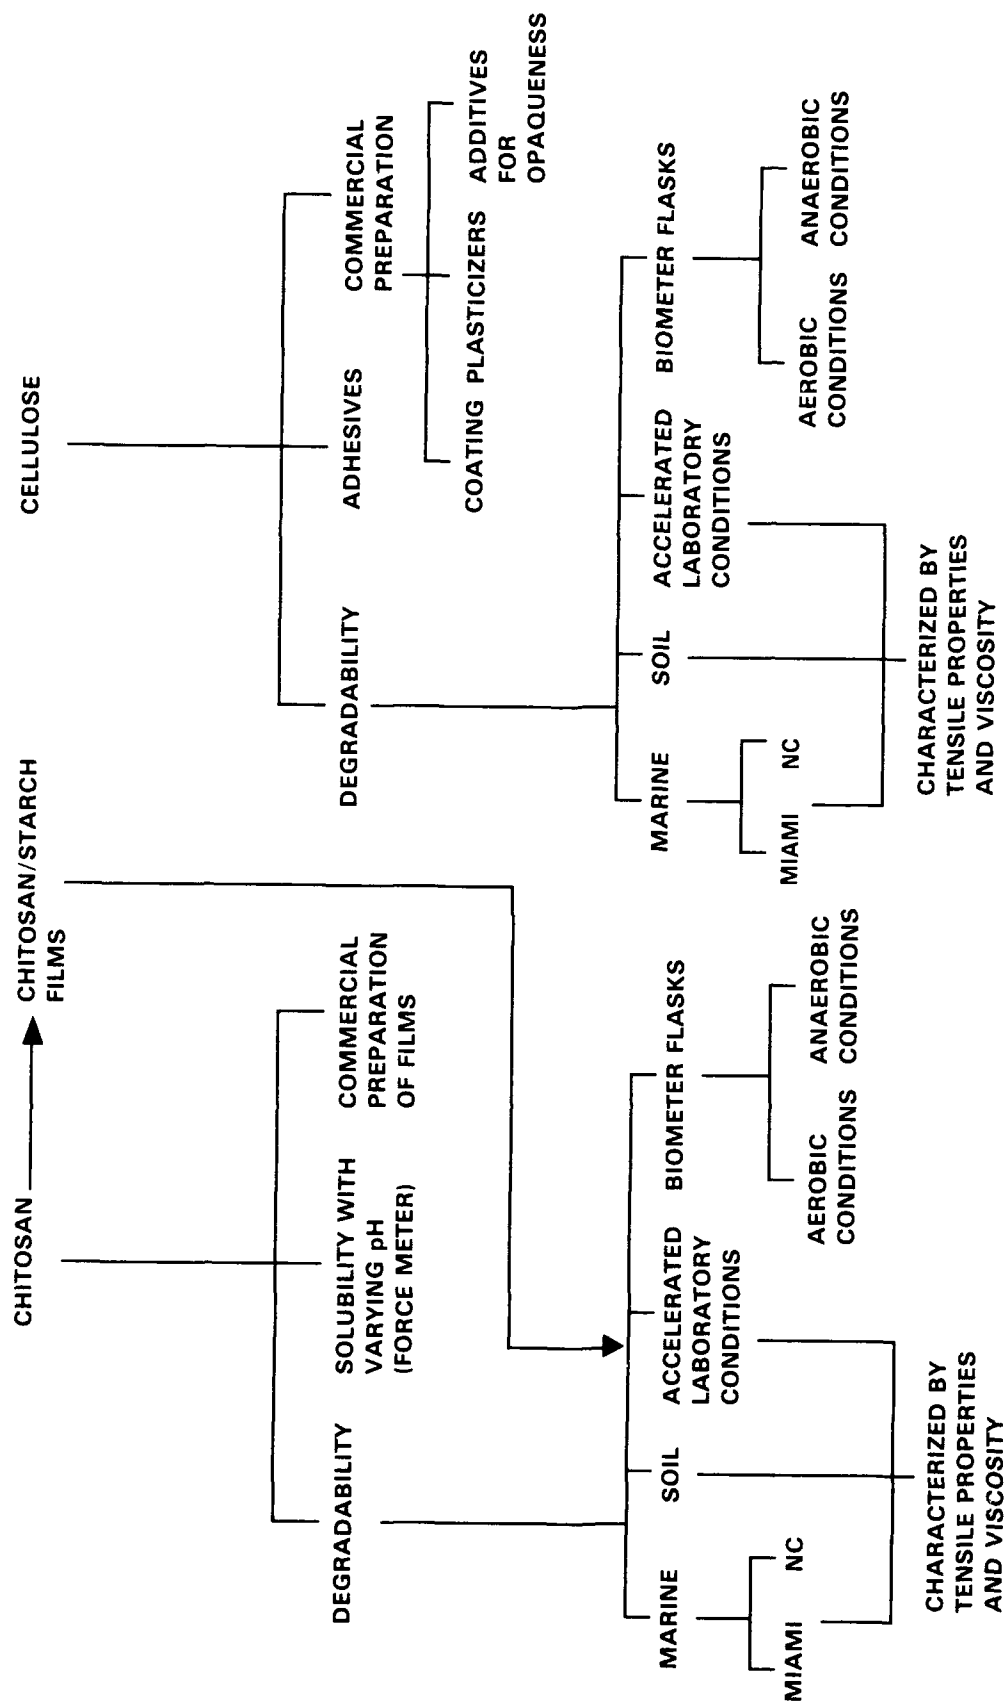 CHITOSAN
CHITOSAN/STARCH
FILMS
DEGRADABILITY
SOLUBILITY WITH
VARYING pH
(FORCE METER)
COMMERCIAL
PREPARATION
OF FILMS
MARINE
SOIL
ACCELERATED
LABORATORY
CONDITIONS
BIOMETER FLASKS
MIAMI
NC
AEROBIC
CONDITIONS
ANAEROBIC
CONDITIONS
CHARACTERIZED BY
TENSILE PROPERTIES
AND VISCOSITY
CELLULOSE
DEGRADABILITY
ADHESIVES
COMMERCIAL
PREPARATION
COATING
PLASTICIZERS
ADDITIVES
FOR
OPAQUENESS
MARINE
SOIL
ACCELERATED
LABORATORY
CONDITIONS
BIOMETER FLASKS
MIAMI
NC
AEROBIC
CONDITIONS
ANAEROBIC
CONDITIONS
CHARACTERIZED BY
TENSILE PROPERTIES
AND VISCOSITY